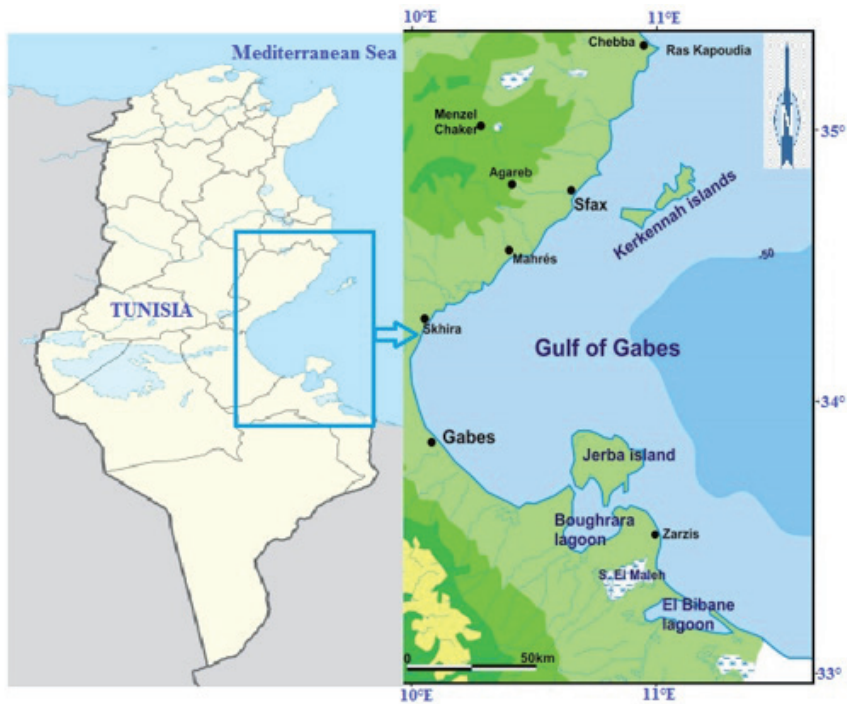 10°E
11°E
Mediterranean Sea
Chebba
Ras Kapoudia
N
Menzel
Chaker
35°
Agareb
Sfax
Kerkennah islands
Mahrés
-50
TUNISIA
Skhira
Gulf of Gabes
34°
Gabes
Jerba island
Boughrara
lagoon
Zarzis
S. El Maleh
El Bibane
lagoon
0
50km
33°
10°E
11°E